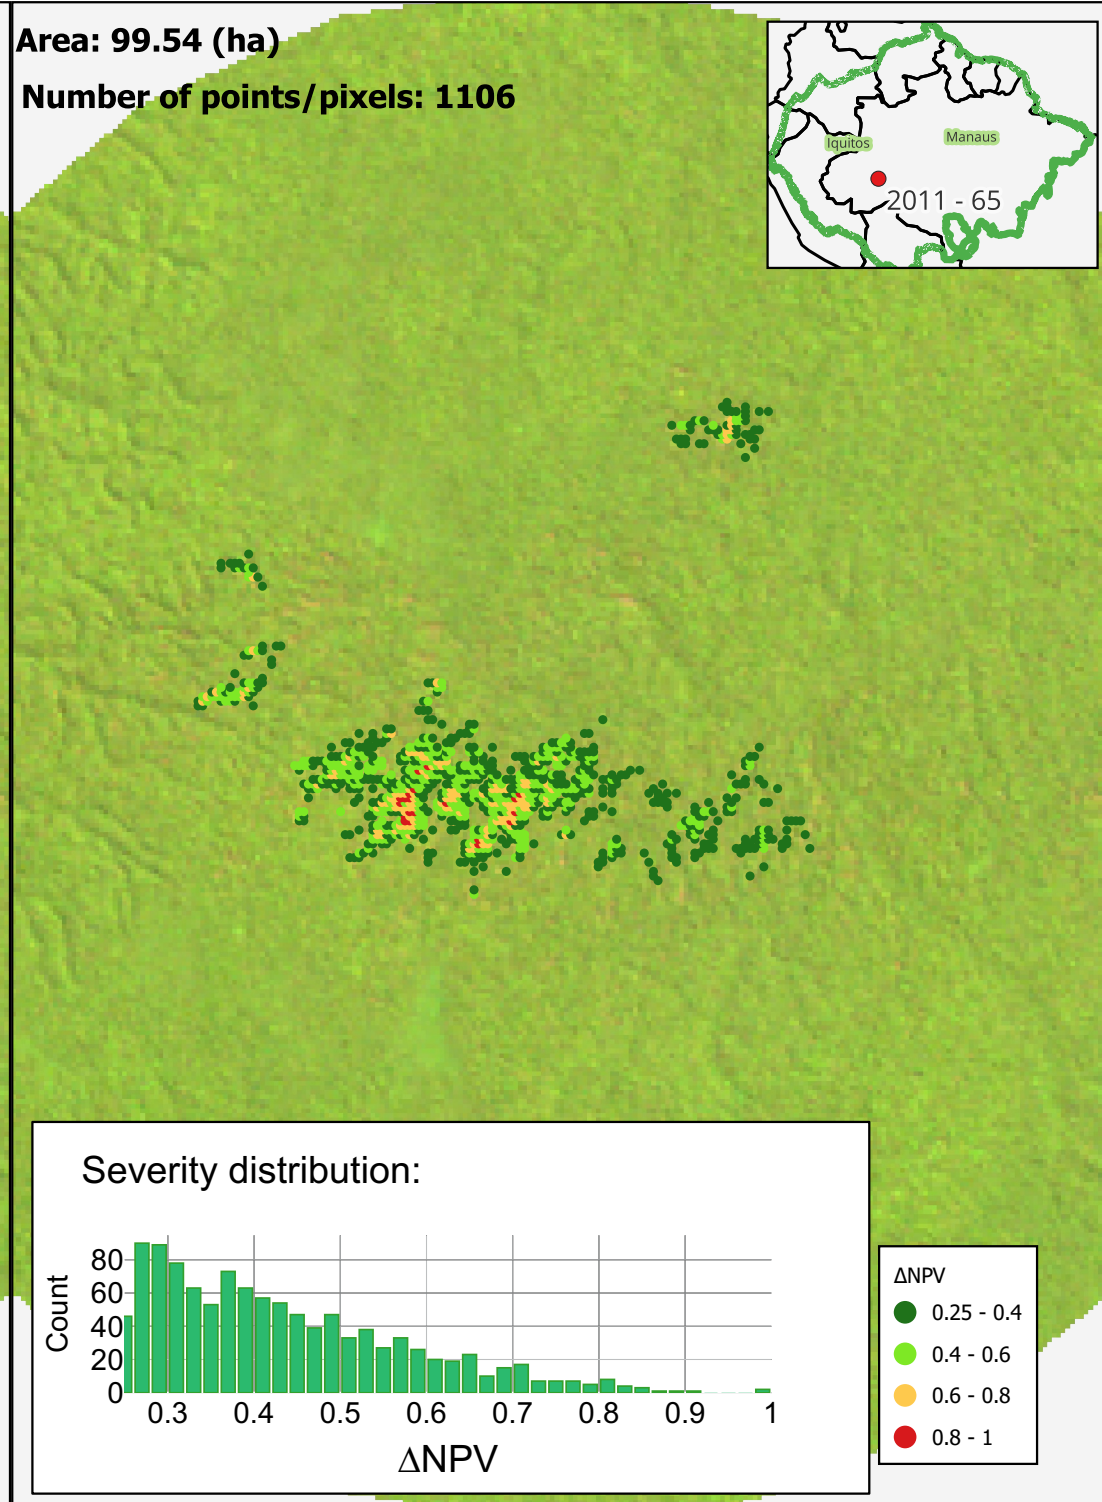 Area: 99.54 (ha)
Number of points/pixels: 1106
Iquitos
Manaus
2011 - 65
Severity distribution:
Count
80
60
40
20
0
0.3 0.4 0.5 0.6 0.7 0.8 0.9 1
ΔNPV
ΔNPV
0.25 - 0.4
0.4 - 0.6
0.6 - 0.8
0.8 - 1